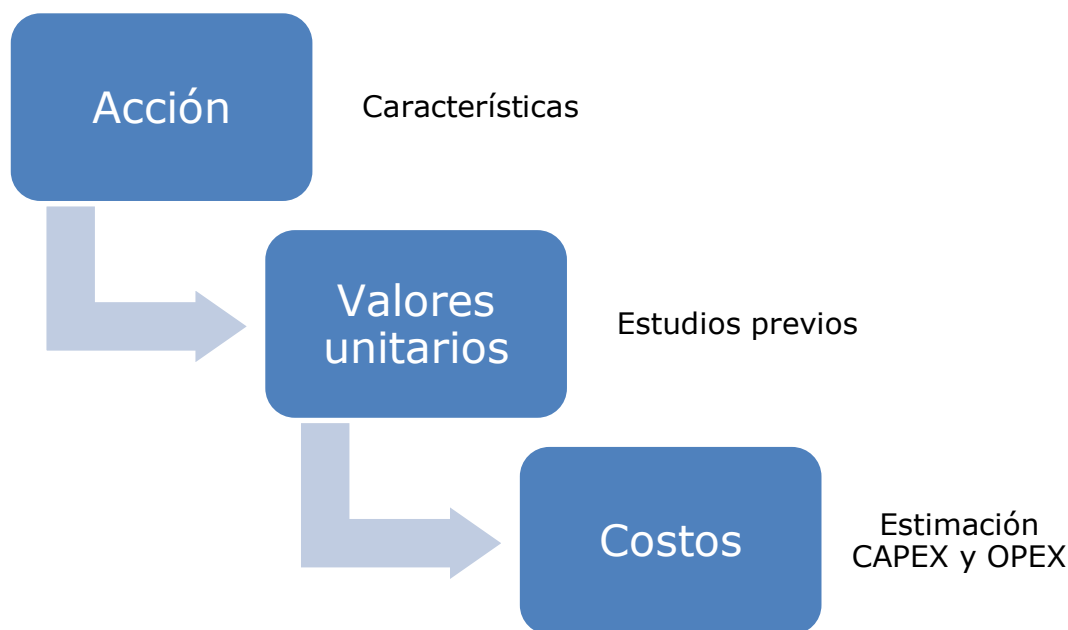 Acción
Características
Valores
unitarios
Estudios previos
Costos
Estimación
CAPEX y OPEX